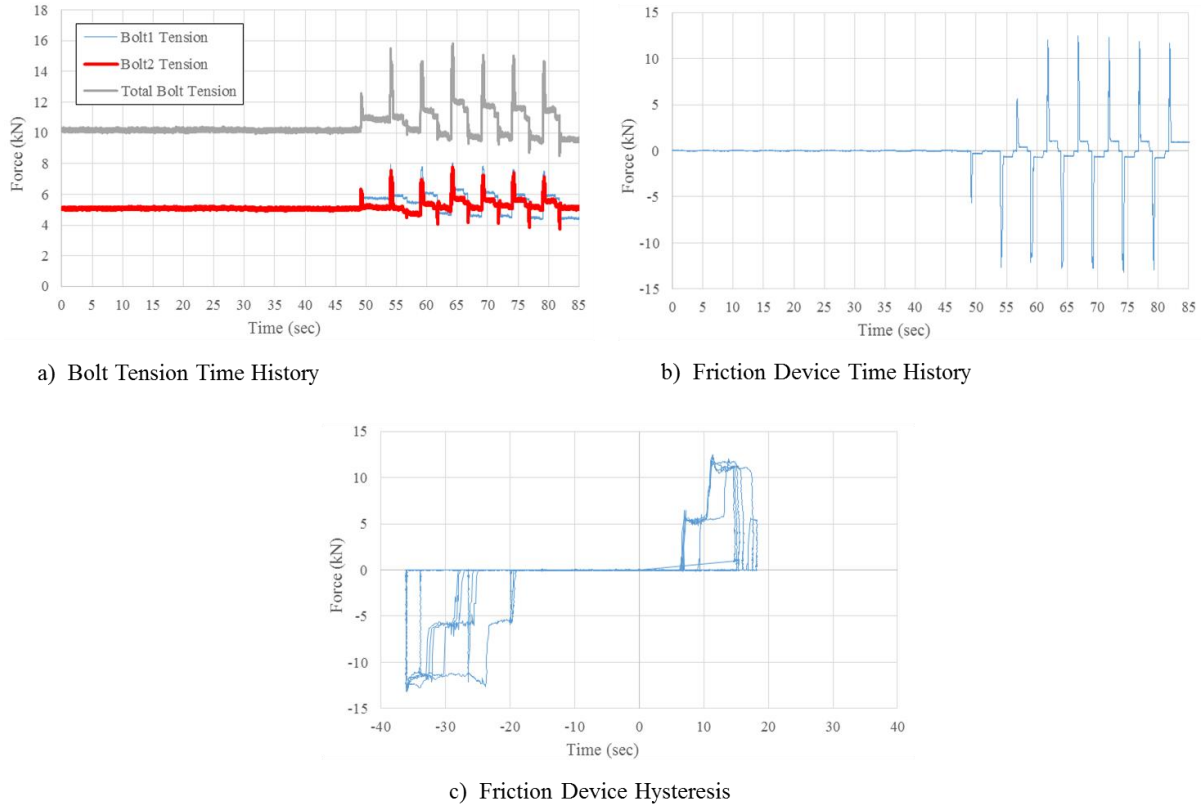 18
16
14
12
10
8
6
4
2
0
Force (kN)
Bolt1 Tension
Bolt2 Tension
Total Bolt Tension
0 5 10 15 20 25 30 35 40 45 50 55 60 65 70 75 80 85
Time (sec)
a) Bolt Tension Time History
15
10
5
0
-5
-10
-15
Force (kN)
0 5 10 15 20 25 30 35 40 45 50 55 60 65 70 75 80 85
Time (sec)
b) Friction Device Time History
15
10
5
0
-5
-10
-15
Force (kN)
-40 -30 -20 -10 0 10 20 30 40
Time (sec)
c) Friction Device Hysteresis